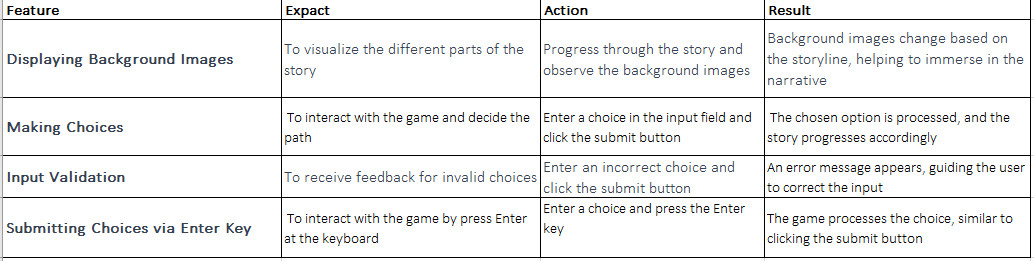 Feature
Expact
Action
Result
Displaying Background Images
To visualize the different parts of the
story
Progress through the story and
observe the background images
Background images change based on
the storyline, helping to immerse in the
narrative
Making Choices
To interact with the game and decide the
path
Enter a choice in the input field and
click the submit button
The chosen option is processed, and the
story progresses accordingly
Input Validation
To receive feedback for invalid choices
Enter an incorrect choice and
click the submit button
An error message appears, guiding the user
to correct the input
Submitting Choices via Enter Key
To interact with the game by press Enter
at the keyboard
Enter a choice and press the Enter
key
The game processes the choice, similar to
clicking the submit button